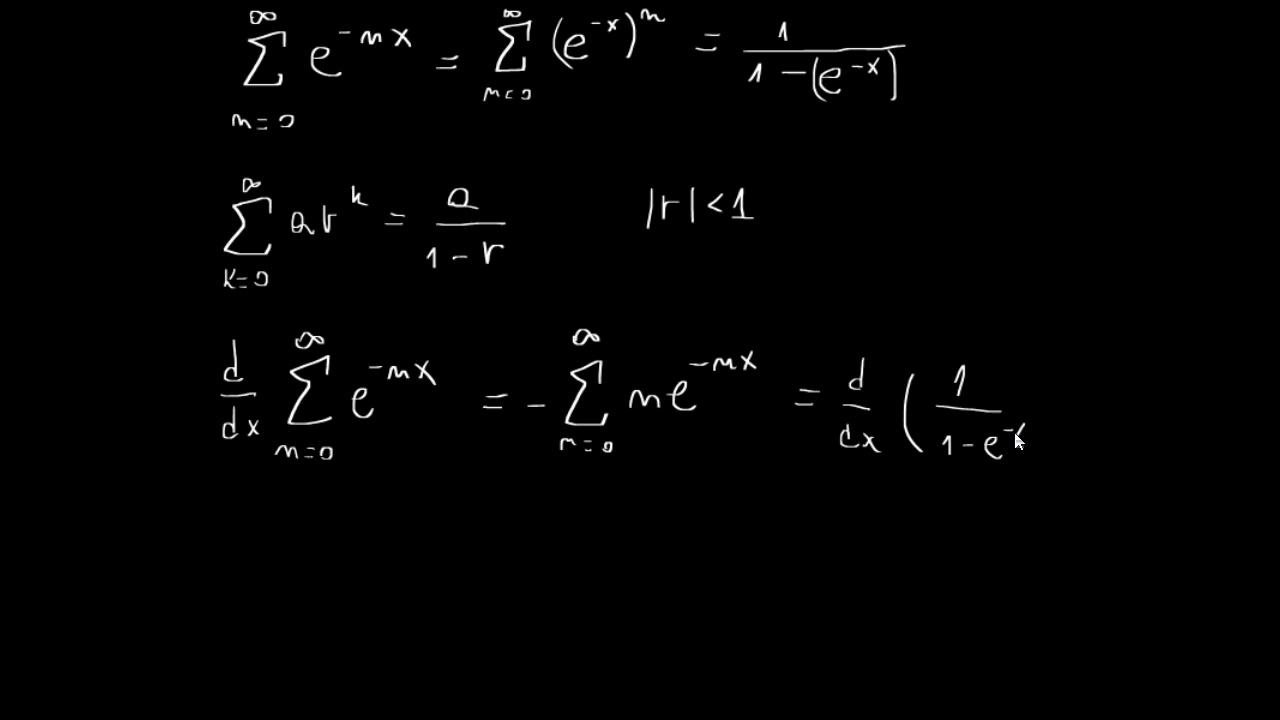 ∞∑n=0 e^{-nx} = ∞∑n=0 (e^{-x})^n = 1/(1-(e^{-x}))
∞∑k=0 ar^k = a/(1-r) |r|<1
d/dx ∞∑n=0 e^{-nx} = - ∞∑n=0 ne^{-nx} = d/dx (1/(1-e^{-x}